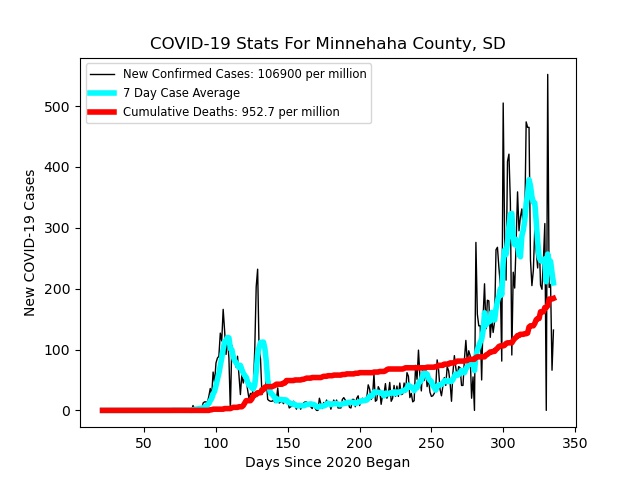 COVID-19 Stats For Minnehaha County, SD
New Confirmed Cases: 106900 per million
7 Day Case Average
Cumulative Deaths: 952.7 per million
New COVID-19 Cases
500
400
300
200
100
0
50
100
150
200
250
300
350
Days Since 2020 Began